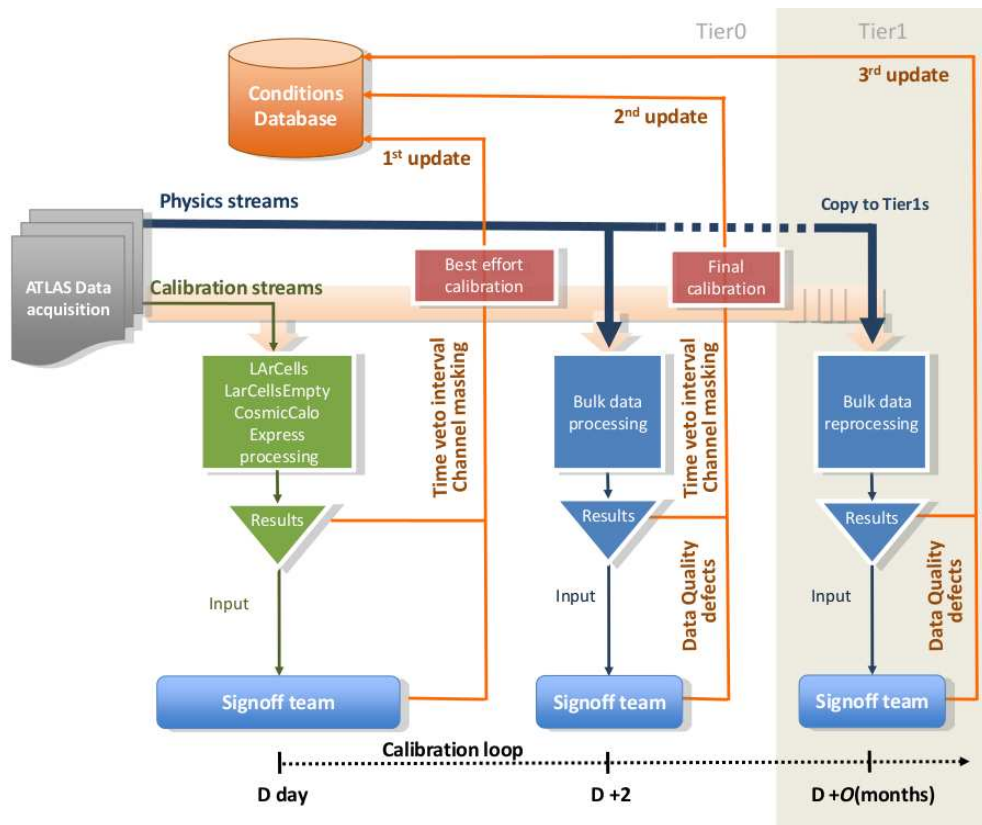 Tier0
Tier1
Conditions
Database
3rd update
2nd update
1st update
Physics streams
Copy to Tier1s
ATLAS Data
acquisition
Calibration streams
Best effort
calibration
Final
calibration
LArCells
LarCellsEmpty
CosmicCalo
Express
processing
Time veto interval
Channel masking
Bulk data
processing
Time veto interval
Channel masking
Bulk data
reprocessing
Results
Results
Results
Input
Input
Data Quality
defects
Input
Data Quality
defects
Signoff team
Signoff team
Signoff team
Calibration loop
D day
D +2
D +O(months)